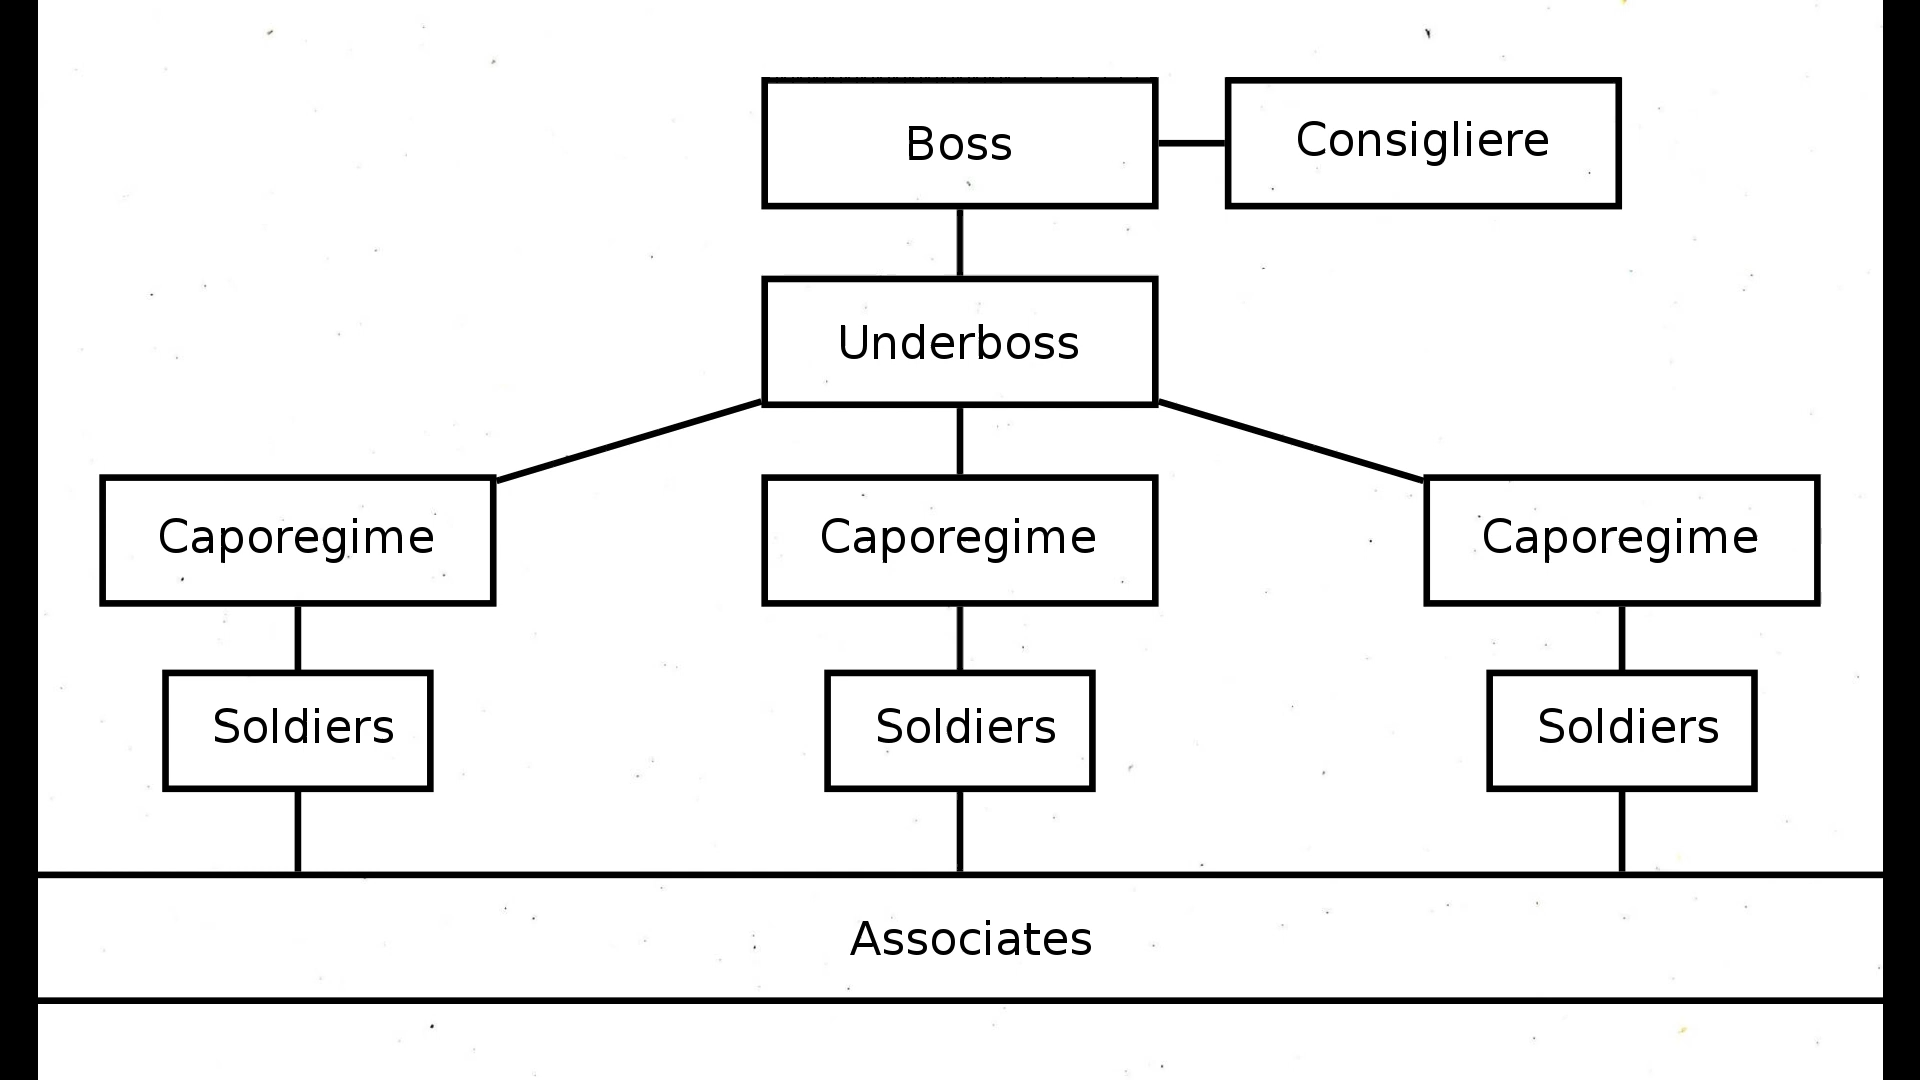 Boss
Consigliere
Underboss
Caporegime
Caporegime
Caporegime
Soldiers
Soldiers
Soldiers
Associates